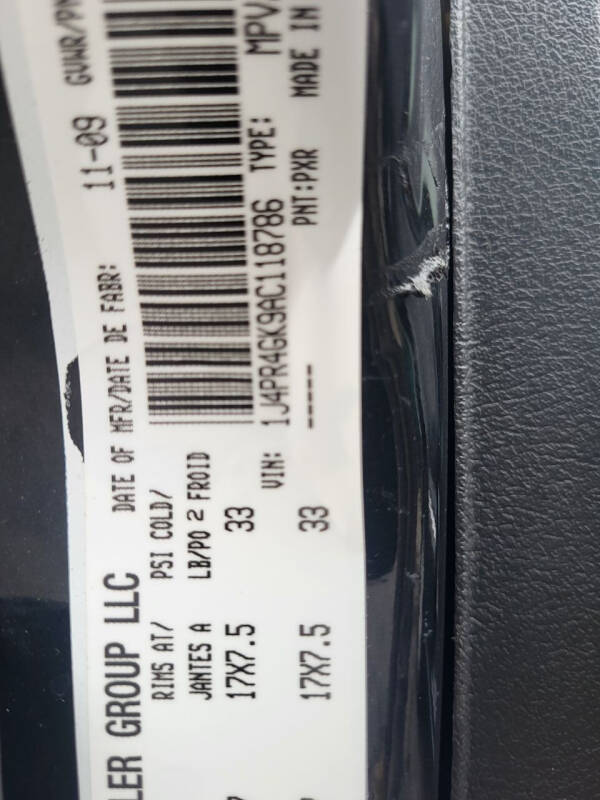 LER GROUP LLC
DATE OF MFR/DATE DE FABR: 11-09 GVWR/PN
RIMS AT/ PSI COLD/
JANTES A LB/PO 2 FROID
17X7.5 33
VIN: 1J4PR4GK9AC118786 TYPE: MPV
17X7.5 33 ----- PNT:PXR MADE IN